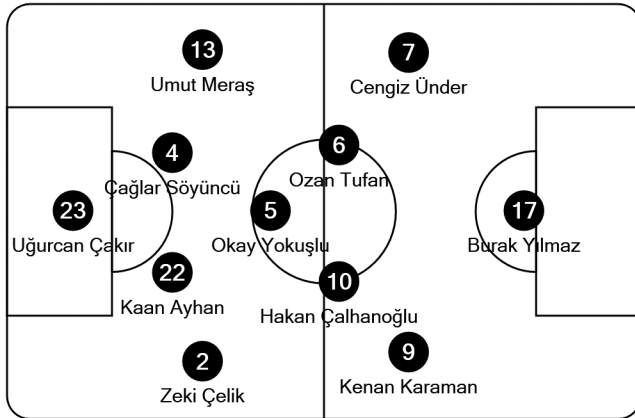 13
Umut Meraş
7
Cengiz Ünder
4
Çağlar Söyüncü
6
Ozan Tufan
23
Uğurcan Çakır
5
Okay Yokuşlu
17
Burak Yılmaz
22
Kaan Ayhan
10
Hakan Çalhanoğlu
2
Zeki Çelik
9
Kenan Karaman